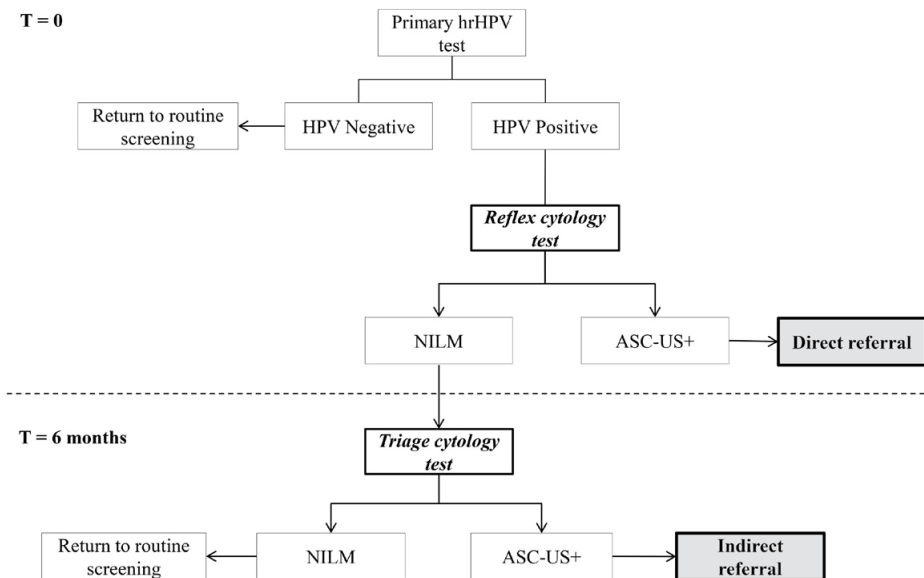 T = 0
Primary hrHPV
test
Return to routine
screening
HPV Negative
HPV Positive
Reflex cytology
test
NILM
ASC-US+
Direct referral
T = 6 months
Triage cytology
test
Return to routine
screening
NILM
ASC-US+
Indirect
referral